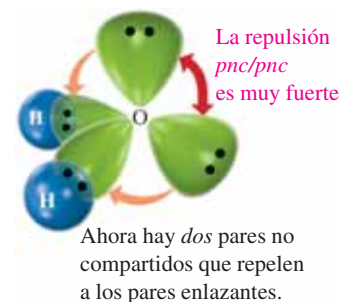 La repulsión
pnc/pnc
es muy fuerte
H
O
H
Ahora hay dos pares no
compartidos que repelen
a los pares enlazantes.